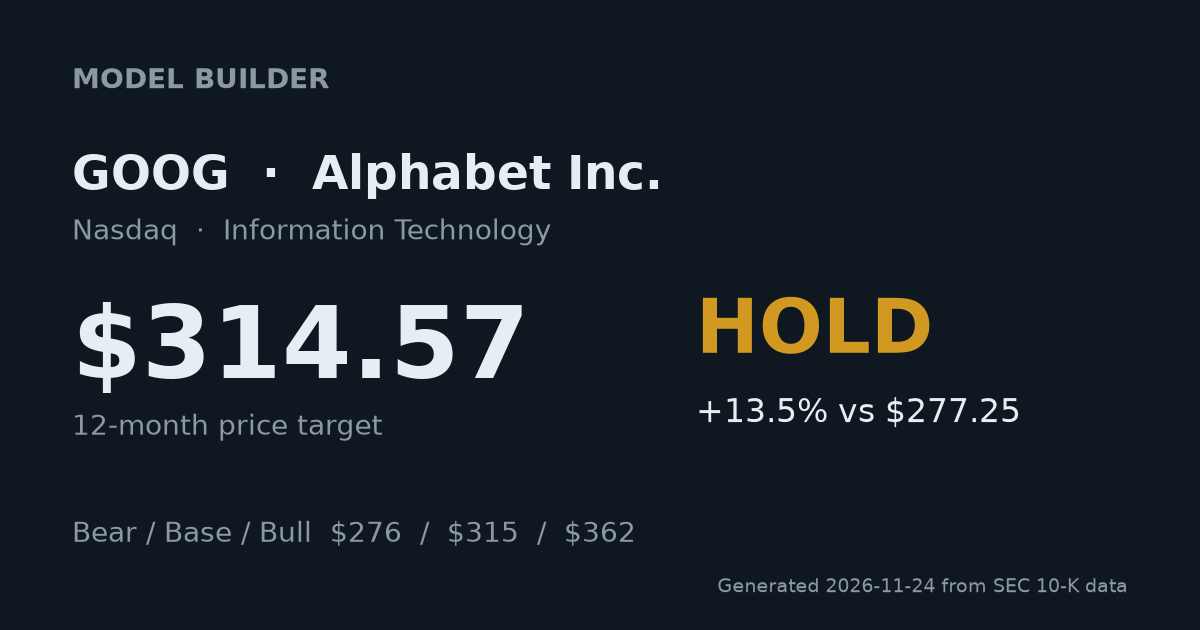 MODEL BUILDER
GOOG · Alphabet Inc.
Nasdaq · Information Technology
$314.57
HOLD
+13.5% vs $277.25
12-month price target
Bear / Base / Bull $276 / $315 / $362
Generated 2026-11-24 from SEC 10-K data